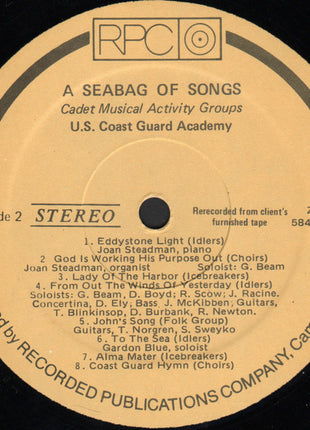 RPC
A SEABAG OF SONGS
Cadet Musical Activity Groups
U.S. Coast Guard Academy
de 2 STEREO
Rerecorded from client's
furnished tape
2
584
1. Eddystone Light (Idlers)
Joan Steadman, piano
2 God Is Working His Purpose Out (Choirs)
Joan Steadman, organist Soloist: G. Beam
3. Lady Of The Harbor (Icebreakers)
4. From Out The Winds Of Yesterday (Idlers)
Soloists: G. Beam, D. Boyd; R. Scow; J. Racine.
Concertina, D. Ely, Bass, J. McKibben; Guitars,
T. Blinkinsop, D. Burbank, R. Newton.
5. John's Song (Folk Group)
Guitars, T. Norgren, S. Sweyko
6. To The Sea (Idlers)
Gardon Blue, soloist
7. Alma Mater (Icebreakers)
8. Coast Guard Hymn (Choirs)
ed by RECORDED PUBLICATIONS COMPANY, Cam